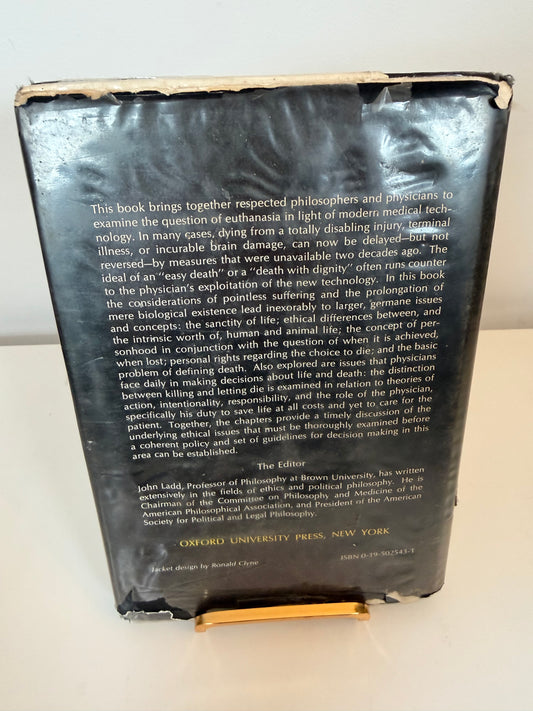 This book brings together respected philosophers and physicians to
examine the question of euthanasia in light of modern medical tech-
nology. In many cases, dying from a totally disabling injury, terminal
illness, or incurable brain damage, can now be delayed—but not
reversed—by measures that were unavailable two decades ago. The
ideal of an "easy death" or a "death with dignity" often runs counter
to the physician's exploitation of the new technology. In this book
the considerations of pointless suffering and the prolongation of
mere biological existence lead inexorably to larger, germane issues
and concepts: the sanctity of life; ethical differences between, and
the intrinsic worth of, human and animal life; the concept of per-
sonhood in conjunction with the question of when it is achieved,
when lost; personal rights regarding the choice to die; and the basic
problem of defining death. Also explored are issues that physicians
face daily in making decisions about life and death: the distinction
between killing and letting die is examined in relation to theories of
action, intentionality, responsibility, and the role of the physician,
specifically his duty to save life at all costs and yet to care for the
patient. Together, the chapters provide a timely discussion of the
underlying ethical issues that must be thoroughly examined before
a coherent policy and set of guidelines for decision making in this
area can be established.
The Editor
John Ladd, Professor of Philosophy at Brown University, has written
extensively in the fields of ethics and political philosophy. He is
Chairman of the Committee on Philosophy and Medicine of the
American Philosophical Association, and President of the American
Society for Political and Legal Philosophy.
OXFORD UNIVERSITY PRESS, NEW YORK
Jacket design by Ronald Clyne
ISBN 0-19-502543-1